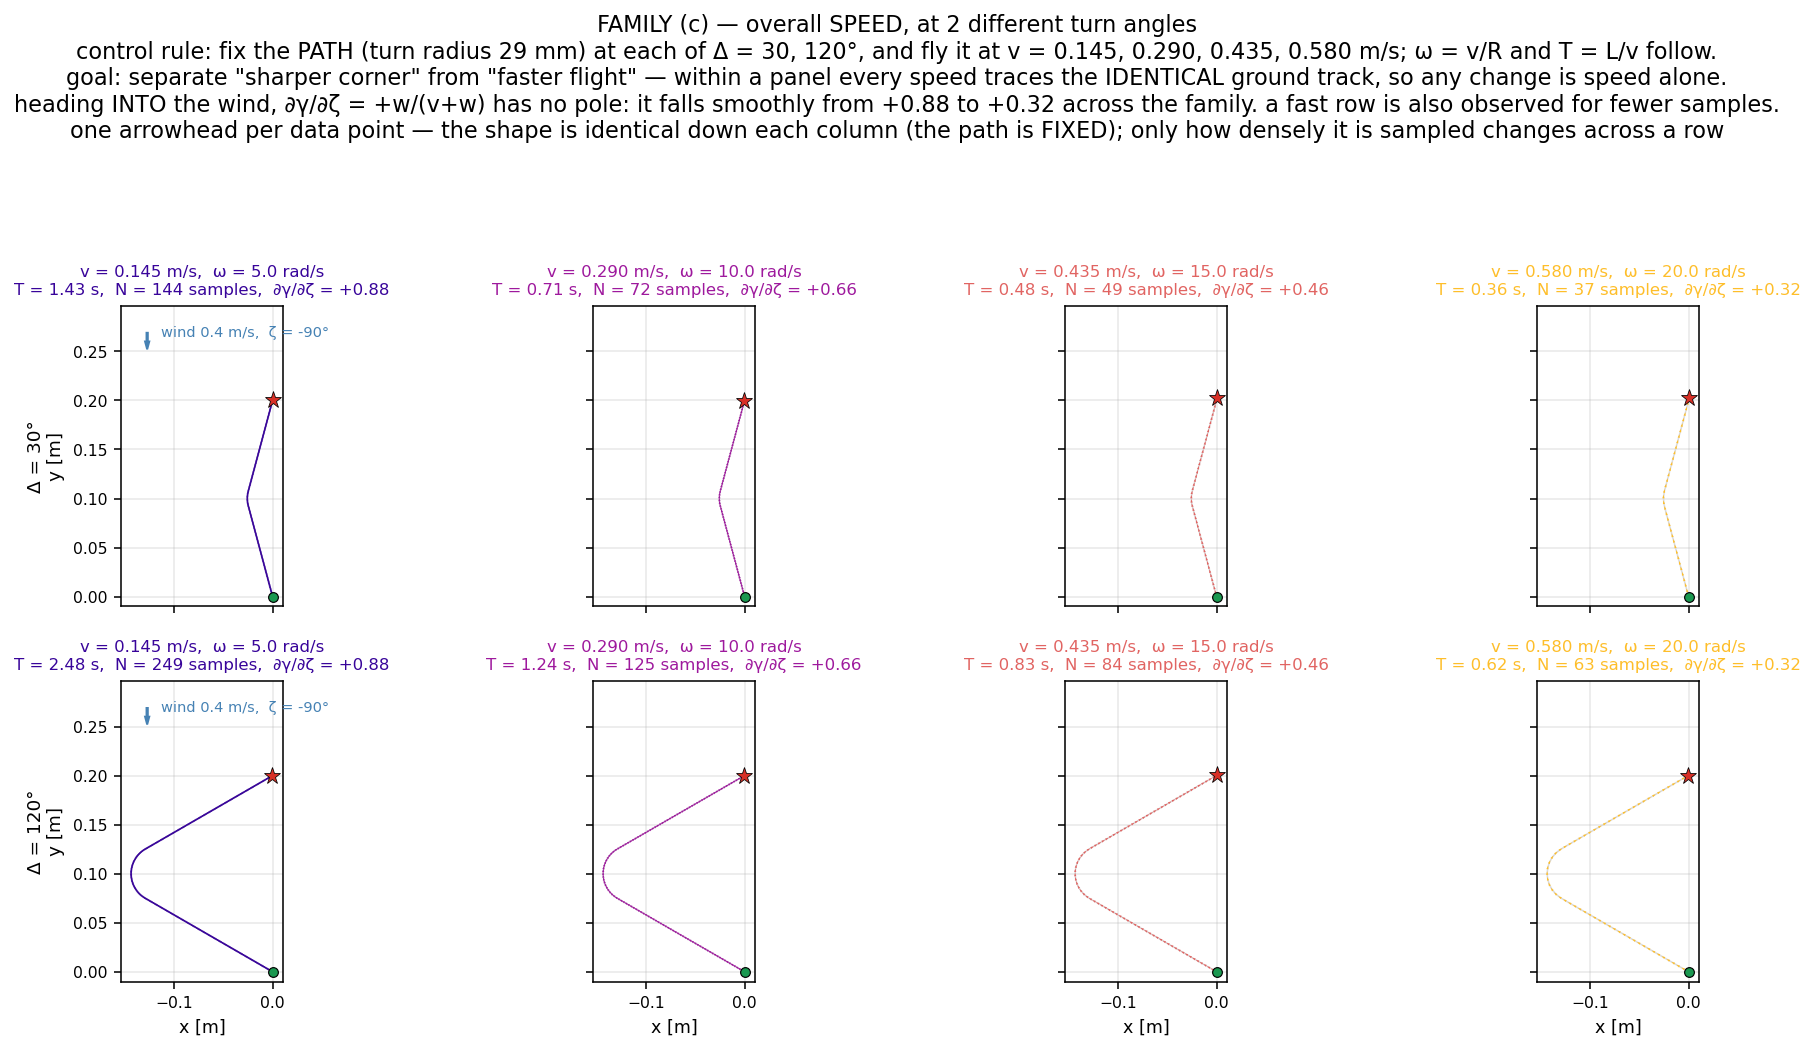 FAMILY (c) — overall SPEED, at 2 different turn angles
control rule: fix the PATH (turn radius 29 mm) at each of Δ = 30, 120°, and fly it at v = 0.145, 0.290, 0.435, 0.580 m/s; ω = v/R and T = L/v follow.
goal: separate "sharper corner" from "faster flight" — within a panel every speed traces the IDENTICAL ground track, so any change is speed alone.
heading INTO the wind, ∂γ/∂ζ = +w/(v+w) has no pole: it falls smoothly from +0.88 to +0.32 across the family. a fast row is also observed for fewer samples.
one arrowhead per data point — the shape is identical down each column (the path is FIXED); only how densely it is sampled changes across a row
v = 0.145 m/s, ω = 5.0 rad/s
T = 1.43 s, N = 144 samples, ∂γ/∂ζ = +0.88
v = 0.290 m/s, ω = 10.0 rad/s
T = 0.71 s, N = 72 samples, ∂γ/∂ζ = +0.66
v = 0.435 m/s, ω = 15.0 rad/s
T = 0.48 s, N = 49 samples, ∂γ/∂ζ = +0.46
v = 0.580 m/s, ω = 20.0 rad/s
T = 0.36 s, N = 37 samples, ∂γ/∂ζ = +0.32
wind 0.4 m/s, ζ = -90°
0.25
0.20
0.15
0.10
0.05
0.00
Δ = 30°
y [m]
v = 0.145 m/s, ω = 5.0 rad/s
T = 2.48 s, N = 249 samples, ∂γ/∂ζ = +0.88
v = 0.290 m/s, ω = 10.0 rad/s
T = 1.24 s, N = 125 samples, ∂γ/∂ζ = +0.66
v = 0.435 m/s, ω = 15.0 rad/s
T = 0.83 s, N = 84 samples, ∂γ/∂ζ = +0.46
v = 0.580 m/s, ω = 20.0 rad/s
T = 0.62 s, N = 63 samples, ∂γ/∂ζ = +0.32
wind 0.4 m/s, ζ = -90°
0.25
0.20
0.15
0.10
0.05
0.00
Δ = 120°
y [m]
−0.1 0.0
−0.1 0.0
−0.1 0.0
−0.1 0.0
x [m]
x [m]
x [m]
x [m]